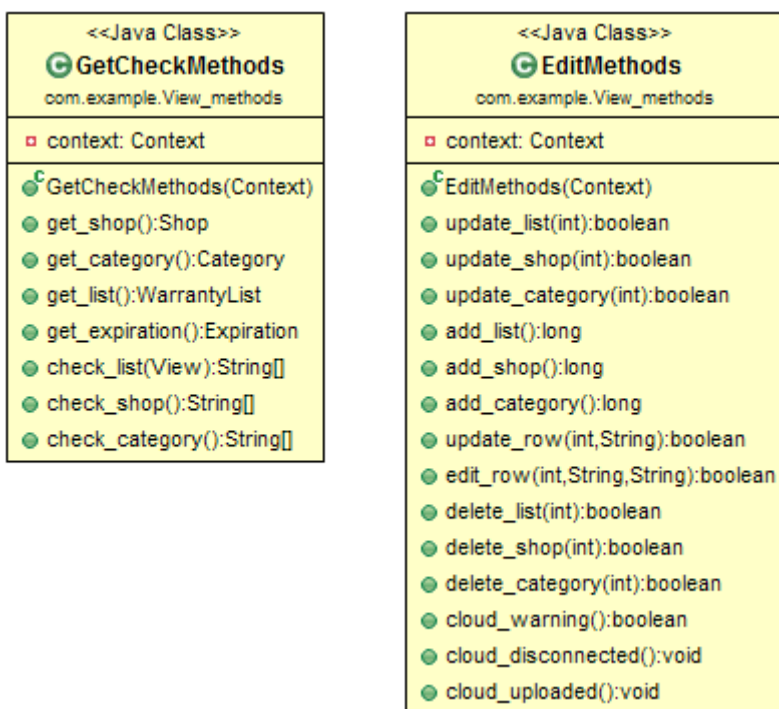 <<Java Class>>
GetCheckMethods
com.example.View_methods
context: Context
GetCheckMethods(Context)
get_shop():Shop
get_category():Category
get_list():WarrantyList
get_expiration():Expiration
check_list(View):String[]
check_shop():String[]
check_category():String[]
<<Java Class>>
EditMethods
com.example.View_methods
context: Context
EditMethods(Context)
update_list(int):boolean
update_shop(int):boolean
update_category(int):boolean
add_list():long
add_shop():long
add_category():long
update_row(int,String):boolean
edit_row(int,String,String):boolean
delete_list(int):boolean
delete_shop(int):boolean
delete_category(int):boolean
cloud_warning():boolean
cloud_disconnected():void
cloud_uploaded():void